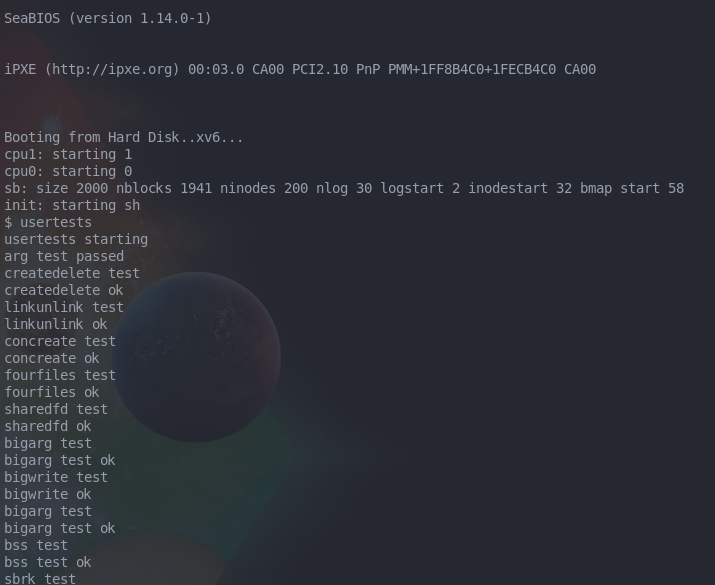 SeaBIOS (version 1.14.0-1)
iPXE (http://ipxe.org) 00:03.0 CA00 PCI2.10 PnP PMM+1FF8B4C0+1FECB4C0 CA00
Booting from Hard Disk..xv6...
cpu1: starting 1
cpu0: starting 0
sb: size 2000 nblocks 1941 ninodes 200 nlog 30 logstart 2 inodestart 32 bmap start 58
init: starting sh
$ usertests
usertests starting
arg test passed
createdelete test
createdelete ok
linkunlink test
linkunlink ok
concreate test
concreate ok
fourfiles test
fourfiles ok
sharedfd test
sharedfd ok
bigarg test
bigarg test ok
bigwrite test
bigwrite ok
bigarg test
bigarg test ok
bss test
bss test ok
sbrk test